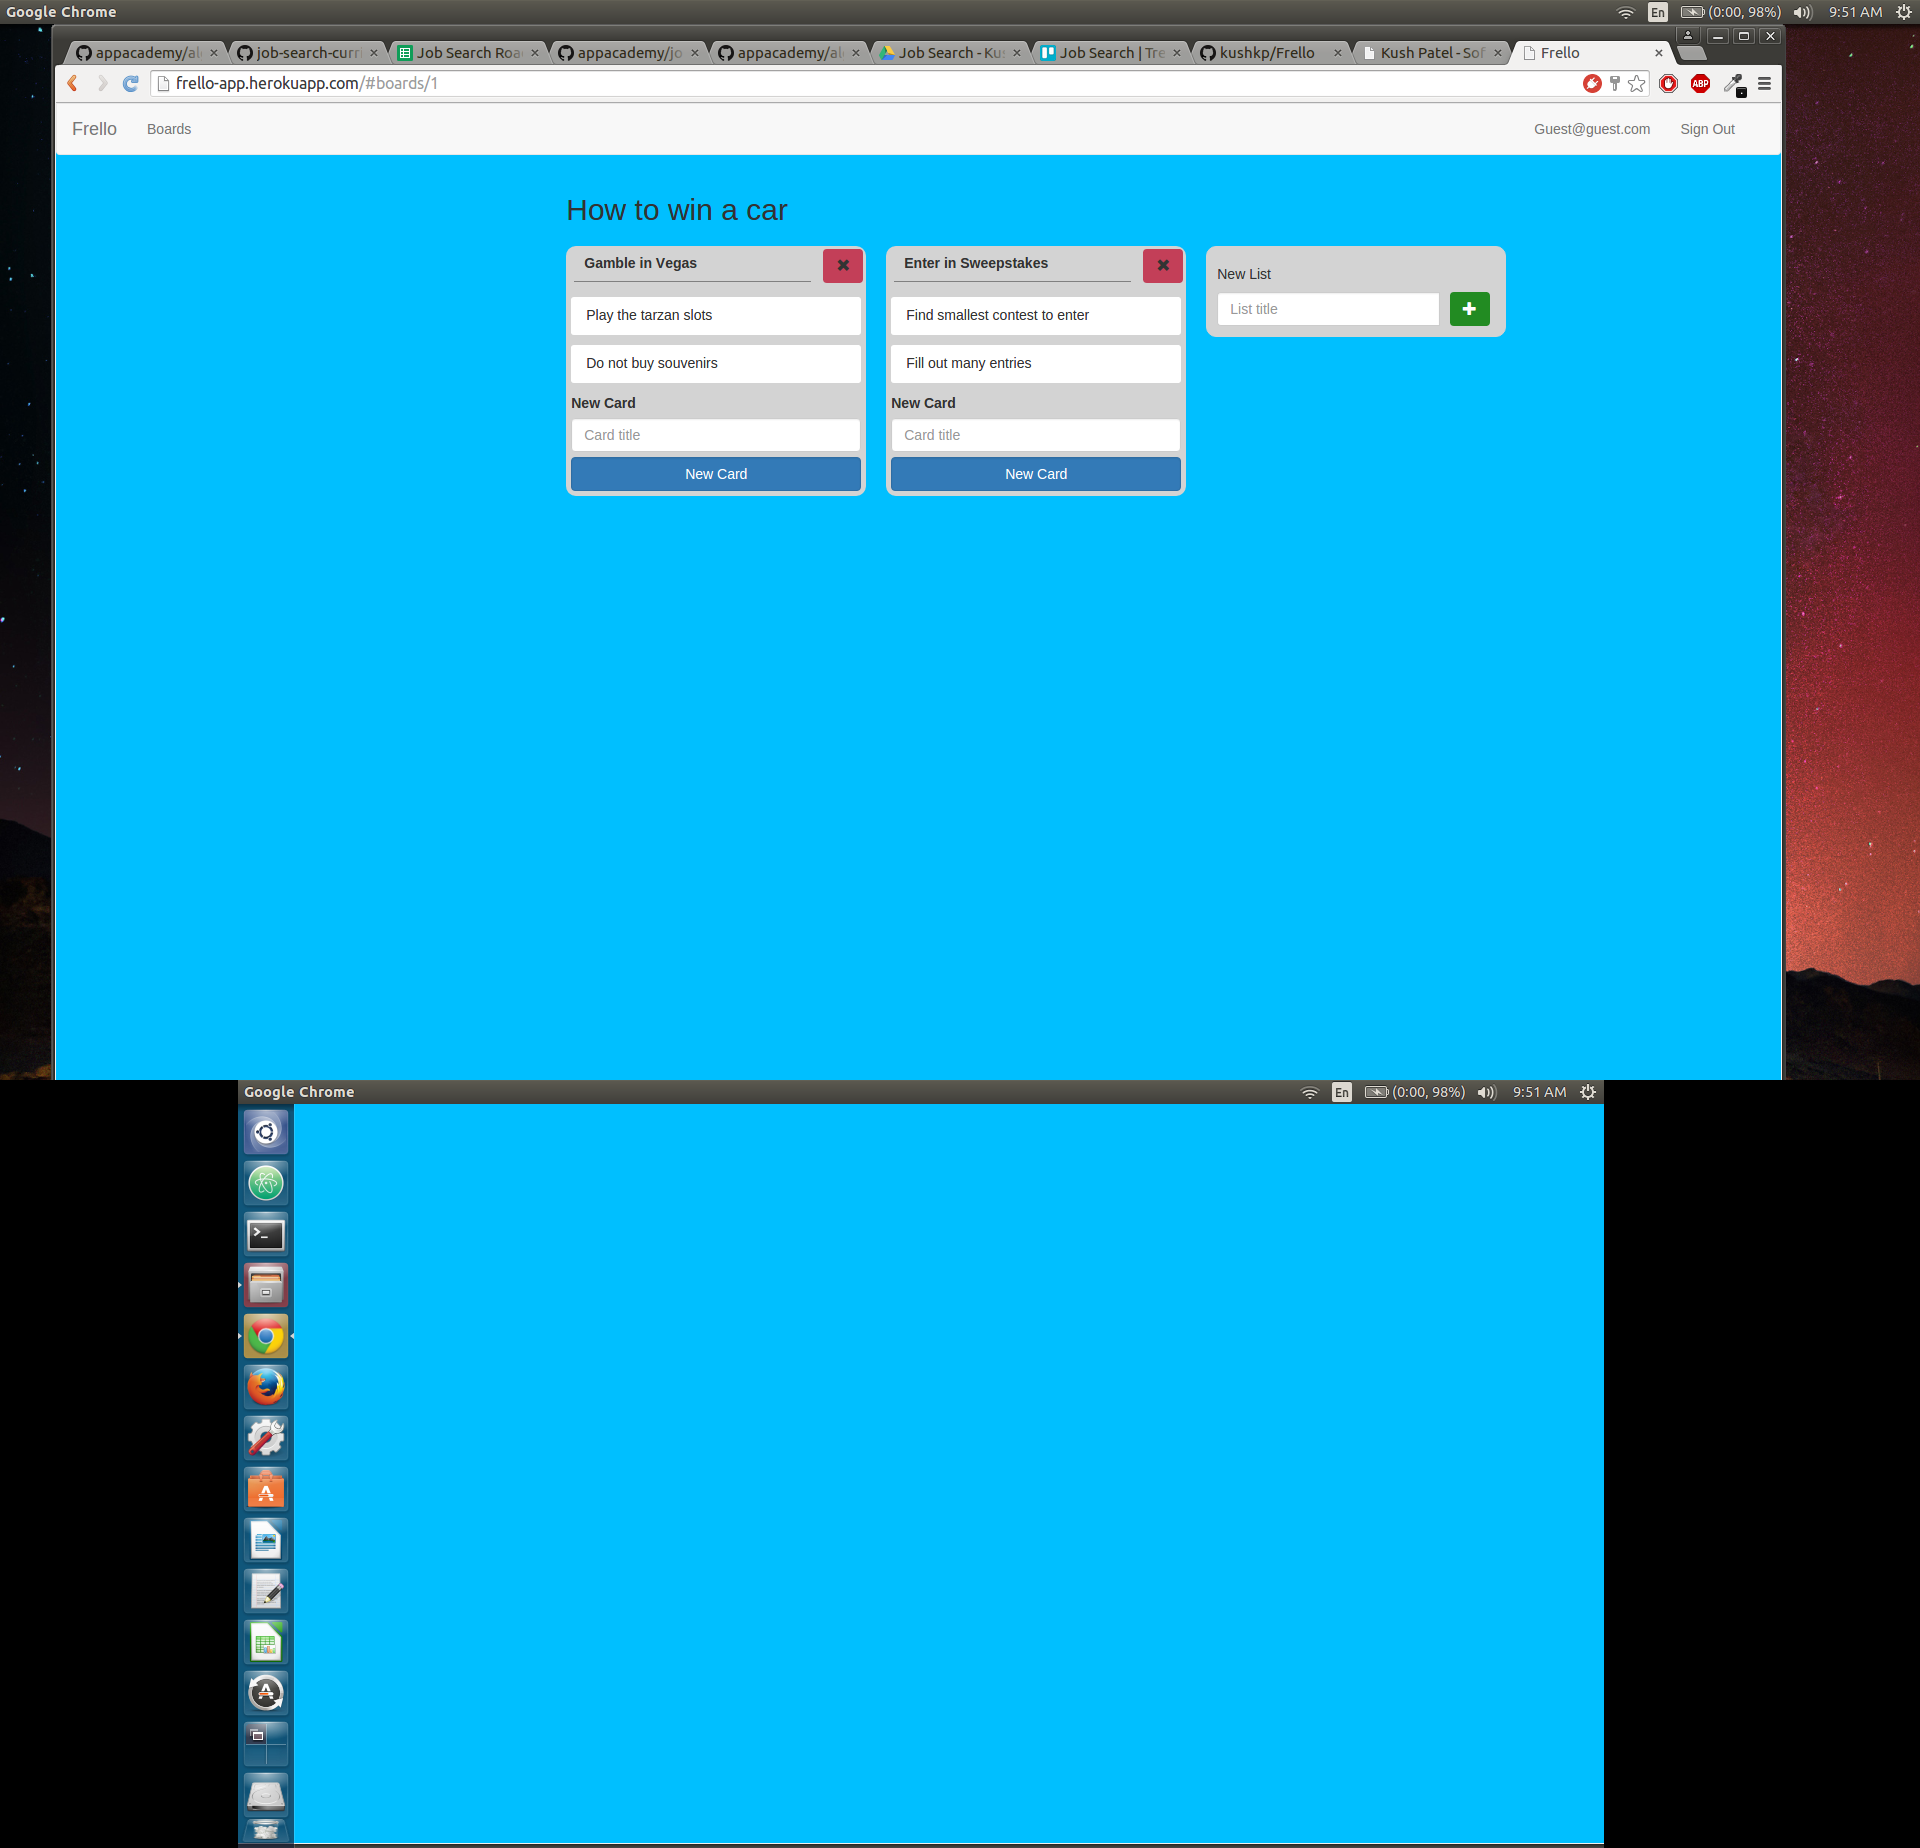 Google Chrome
En (0:00, 98%) 9:51 AM
appacademy/al job-search-curri Job Search Roa appacademy/jo appacademy/al Job Search - Ku Job Search | Tre kushkp/Frello Kush Patel - Sof Frello
frello-app.herokuapp.com/#boards/1
ABP
Frello Boards Guest@guest.com Sign Out
How to win a car
Gamble in Vegas
Play the tarzan slots
Do not buy souvenirs
New Card
Card title
New Card
Enter in Sweepstakes
Find smallest contest to enter
Fill out many entries
New Card
Card title
New Card
New List
List title
Google Chrome
En (0:00, 98%) 9:51 AM